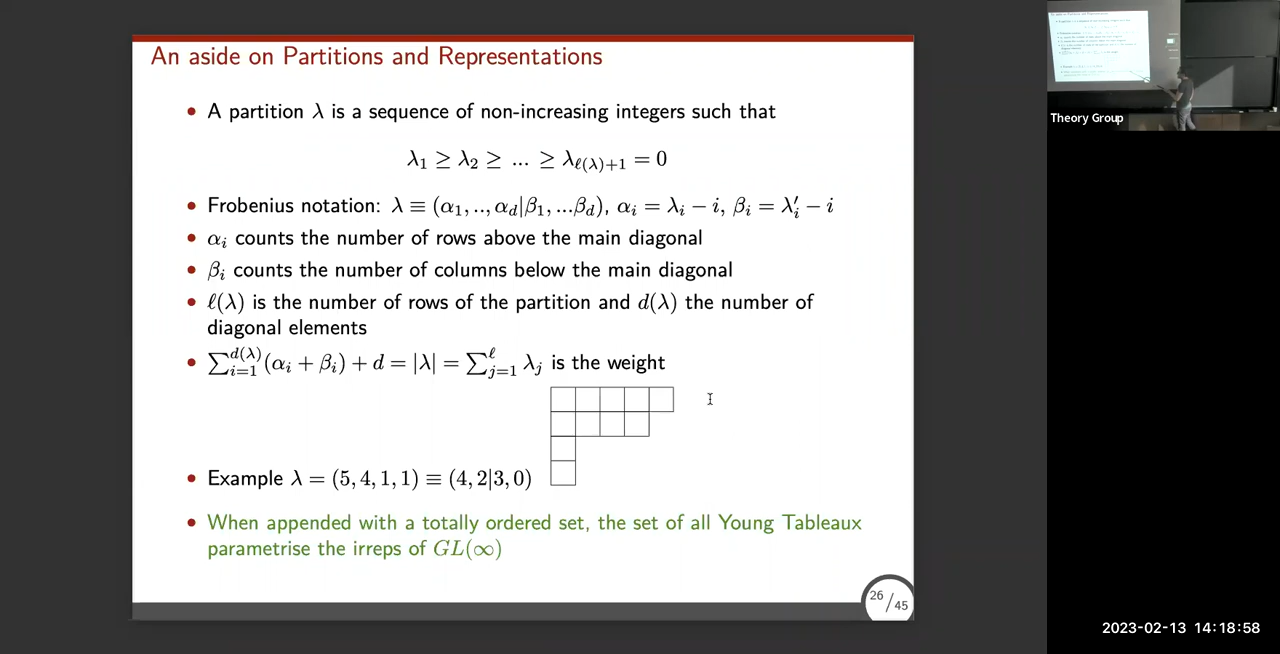 An aside on Partitions and Representations
• A partition λ is a sequence of non-increasing integers such that
λ₁ ≥ λ₂ ≥ ... ≥ λ_{ℓ(λ)+1} = 0
• Frobenius notation: λ ≡ (α₁, .., α_d|β₁, ...β_d), α_i = λ_i − i, β_i = λ′_i − i
• α_i counts the number of rows above the main diagonal
• β_i counts the number of columns below the main diagonal
• ℓ(λ) is the number of rows of the partition and d(λ) the number of
diagonal elements
• ∑_{i=1}^{d(λ)}(α_i + β_i) + d = |λ| = ∑_{j=1}^{ℓ} λ_j is the weight
• Example λ = (5, 4, 1, 1) ≡ (4, 2|3, 0)
• When appended with a totally ordered set, the set of all Young Tableaux
parametrise the irreps of GL(∞)
26/45
Theory Group
2023-02-13 14:18:58